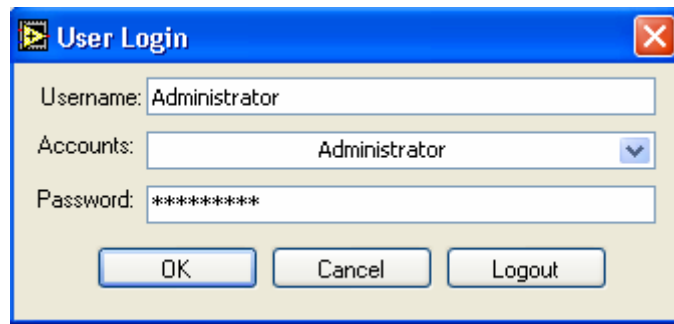 User Login
Username: Administrator
Accounts: Administrator
Password: *********
OK Cancel Logout